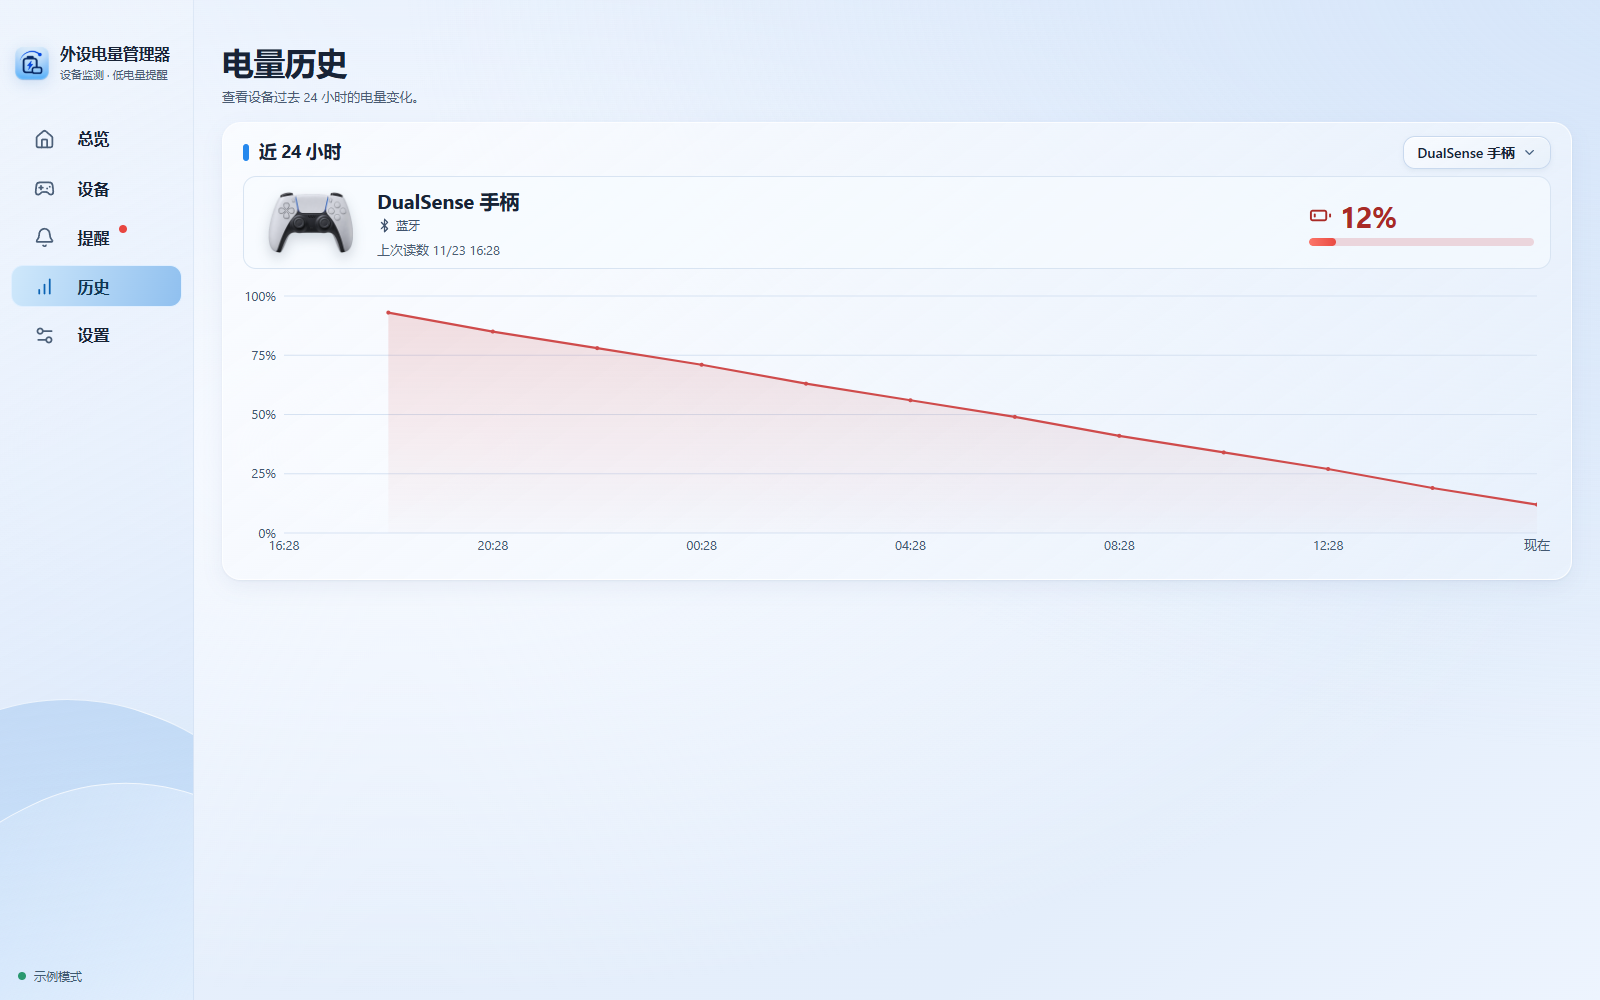 外设电量管理器
设备监测 · 低电量提醒
总览
设备
提醒
历史
设置
示例模式
电量历史
查看设备过去 24 小时的电量变化。
近 24 小时
DualSense 手柄
DualSense 手柄
蓝牙
上次读数 11/23 16:28
12%
100%
75%
50%
25%
0%
16:28
20:28
00:28
04:28
08:28
12:28
现在